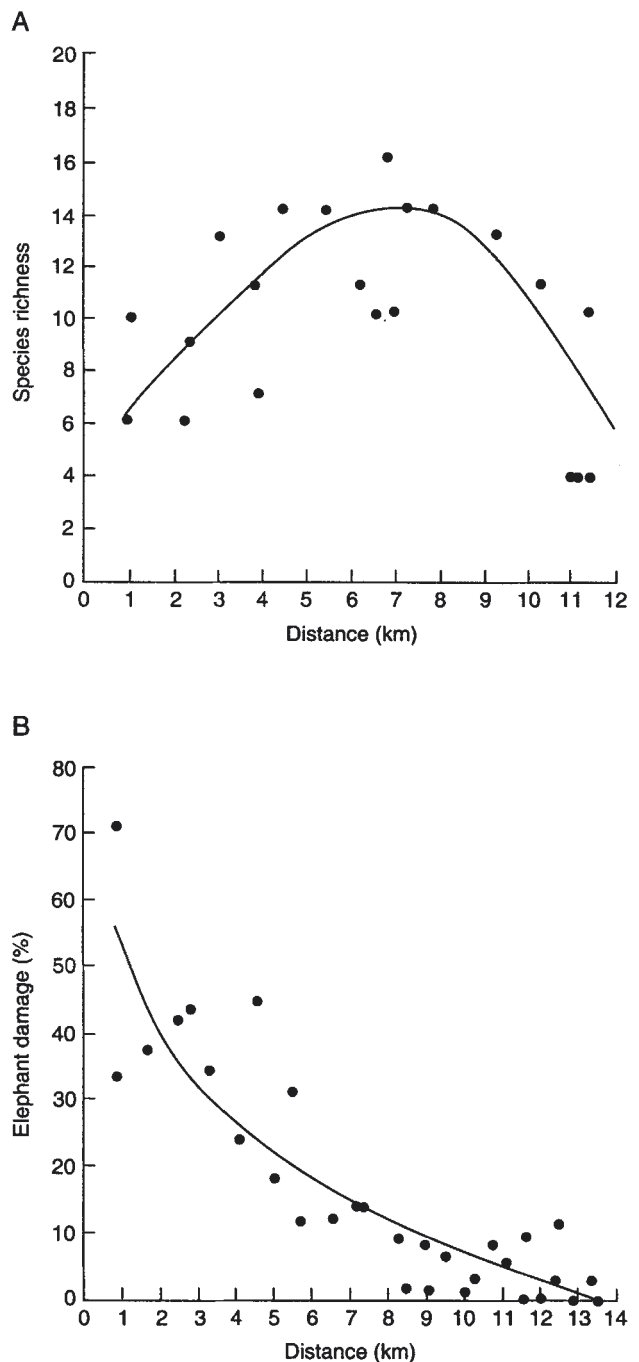 A
20
18
16
14
12
10
8
6
4
2
0
Species richness
0 1 2 3 4 5 6 7 8 9 10 11 12
Distance (km)
B
80
70
60
50
40
30
20
10
0
Elephant damage (%)
0 1 2 3 4 5 6 7 8 9 10 11 12 13 14
Distance (km)